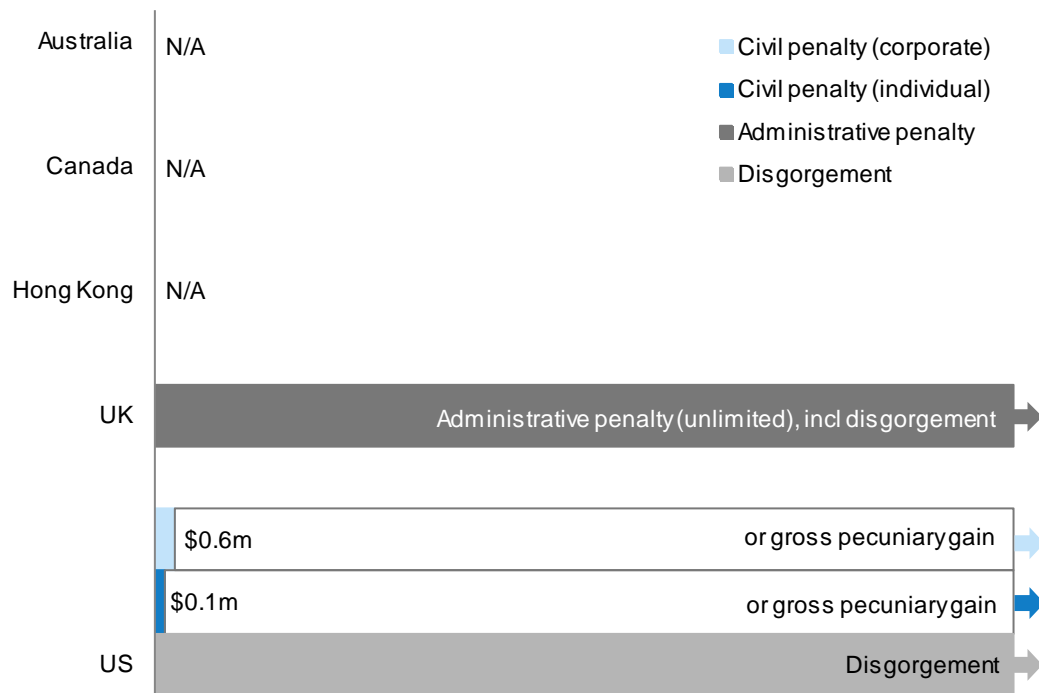 Australia
N/A
Civil penalty (corporate)
Civil penalty (individual)
Administrative penalty
Disgorgement
Canada
N/A
Hong Kong
N/A
UK
Administrative penalty (unlimited), incl disgorgement
$0.6m
or gross pecuniary gain
$0.1m
or gross pecuniary gain
US
Disgorgement